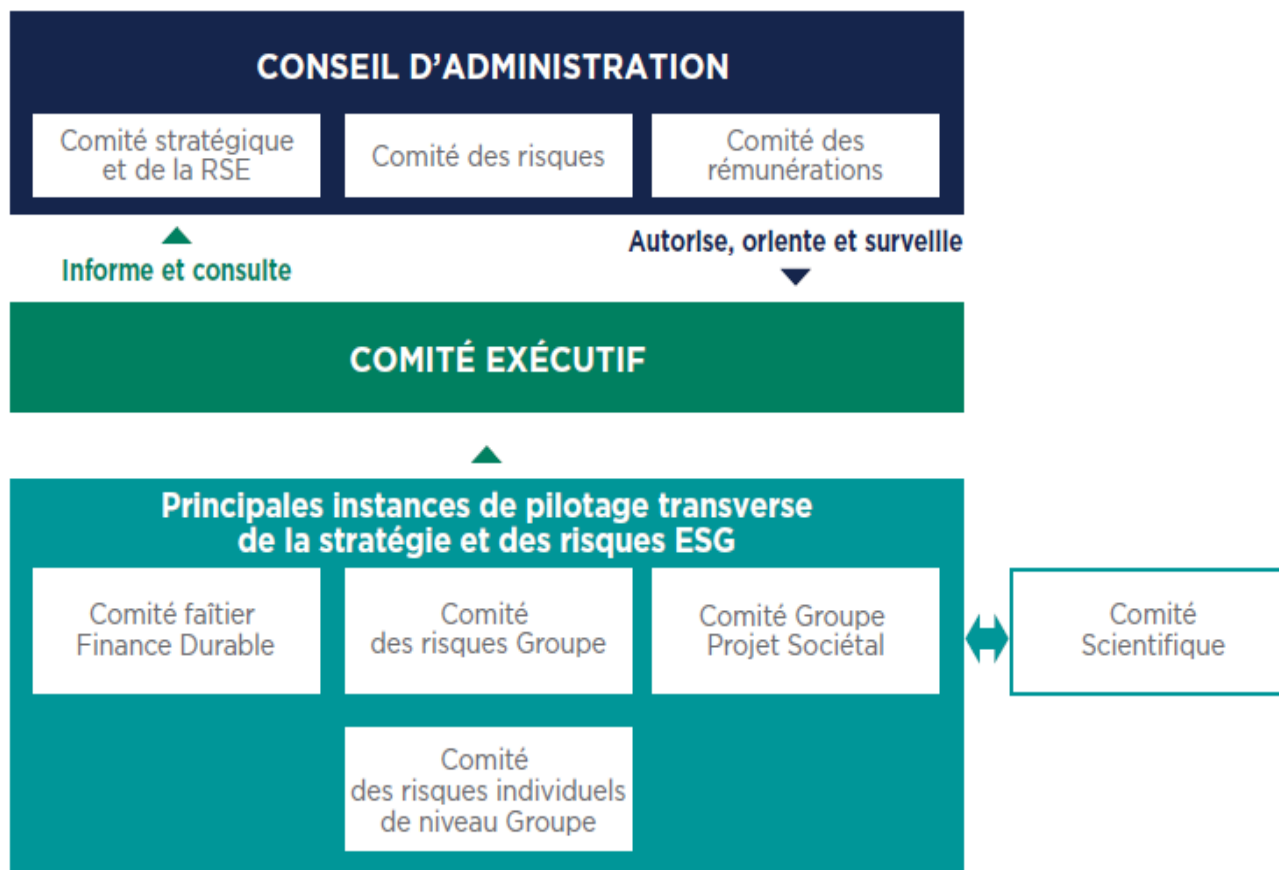 CONSEIL D'ADMINISTRATION
Comité stratégique
et de la RSE
Comité des risques
Comité des
rémunérations
Informe et consulte
Autorise, oriente et surveille
COMITÉ EXÉCUTIF
Principales instances de pilotage transverse
de la stratégie et des risques ESG
Comité faîtier
Finance Durable
Comité
des risques Groupe
Comité Groupe
Projet Sociétal
Comité
Scientifique
Comité
des risques individuels
de niveau Groupe